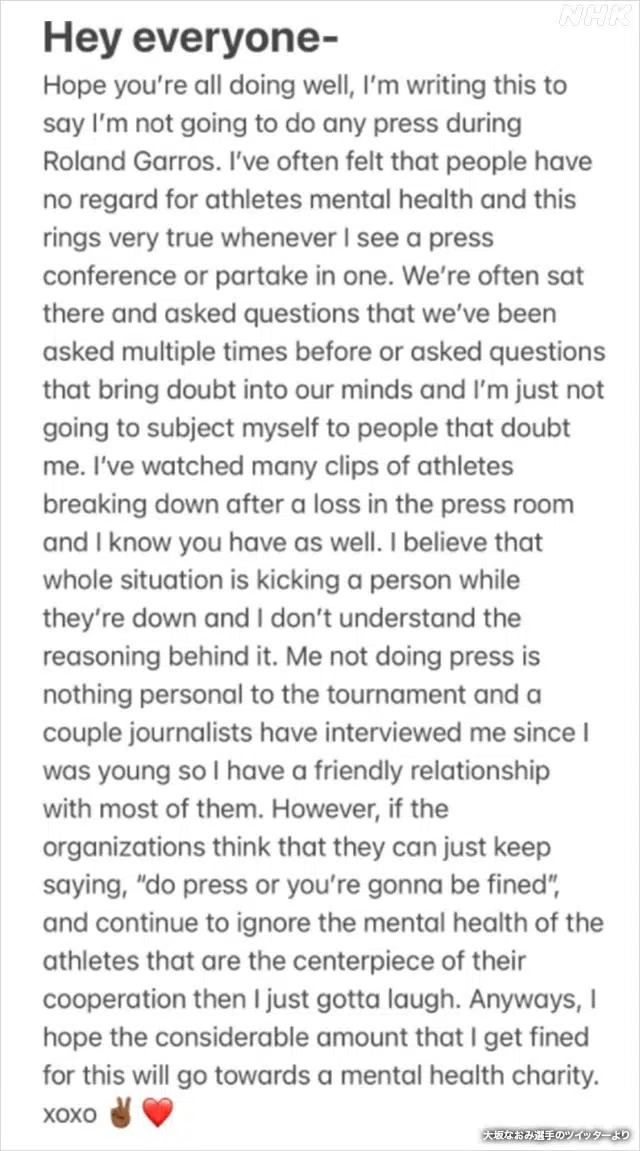 NHK
Hey everyone-
Hope you're all doing well, I'm writing this to
say I'm not going to do any press during
Roland Garros. I've often felt that people have
no regard for athletes mental health and this
rings very true whenever I see a press
conference or partake in one. We're often sat
there and asked questions that we've been
asked multiple times before or asked questions
that bring doubt into our minds and I'm just not
going to subject myself to people that doubt
me. I've watched many clips of athletes
breaking down after a loss in the press room
and I know you have as well. I believe that
whole situation is kicking a person while
they're down and I don't understand the
reasoning behind it. Me not doing press is
nothing personal to the tournament and a
couple journalists have interviewed me since I
was young so I have a friendly relationship
with most of them. However, if the
organizations think that they can just keep
saying, "do press or you're gonna be fined",
and continue to ignore the mental health of the
athletes that are the centerpiece of their
cooperation then I just gotta laugh. Anyways, I
hope the considerable amount that I get fined
for this will go towards a mental health charity.
xoxo ✌🏾❤️
大坂なおみ選手のツイッターより